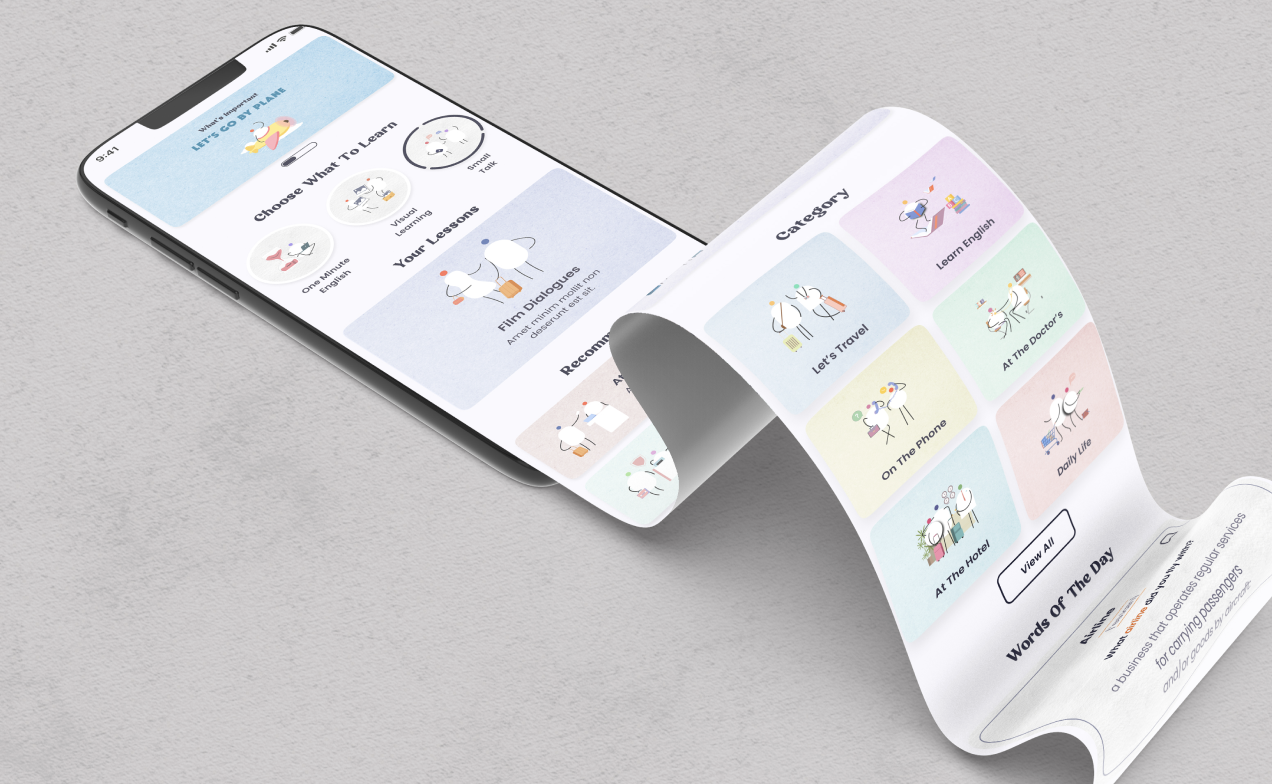 9:41
What's Important
LET'S GO BY PLANE
Choose What To Learn
One Minute
English
Visual
Learning
Small
Talk
Your Lessons
Film Dialogues
Amet minim mollit non
deserunt est sit.
At
Category
Let's Travel
Learn English
On The Phone
At The Doctor's
At The Hotel
Daily Life
View All
Words Of The Day
Airline
What airline did you fly with?
a business that operates regular services
for carrying passengers
and/or goods by aircraft